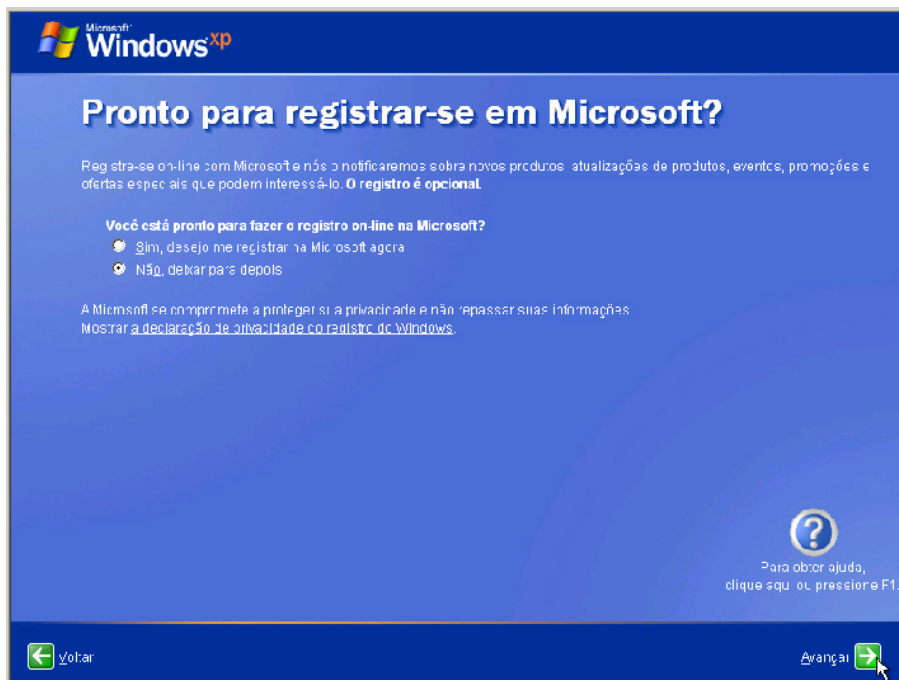 Microsoft
Windows xp
Pronto para registrar-se em Microsoft?
Registre-se on-line com Microsoft e nós o notificaremos sobre novos produtos, atualizações de produtos, eventos, promoções e
ofertas especiais que podem interessá-lo. O registro é opcional.
Você está pronto para fazer o registro on-line na Microsoft?
Sim, desejo me registrar na Microsoft agora
Não, deixar para depois
A Microsoft se compromete a proteger sua privacidade e não repassar suas informações.
Mostrar a declaração de privacidade do registro do Windows.
Para obter ajuda,
clique aqui ou pressione F1.
Voltar
Avançar